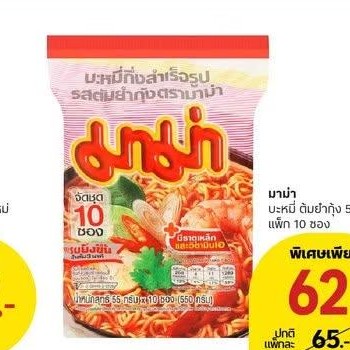 บะหมี่กึ่งสำเร็จรูป
รสต้มยำกุ้งตรามาม่า
มาม่า
จัดชุด
10
ซอง
มีธาตุเหล็ก
และวิตามินเอ
น้ำหนักสุทธิ 55 กรัม x 10 ซอง (550 กรัม)
มาม่า
บะหมี่ ต้มยำกุ้ง 5
แพ็ก 10 ซอง
พิเศษเพีย
62
ปกติ
แพ็กละ
65.-
.-